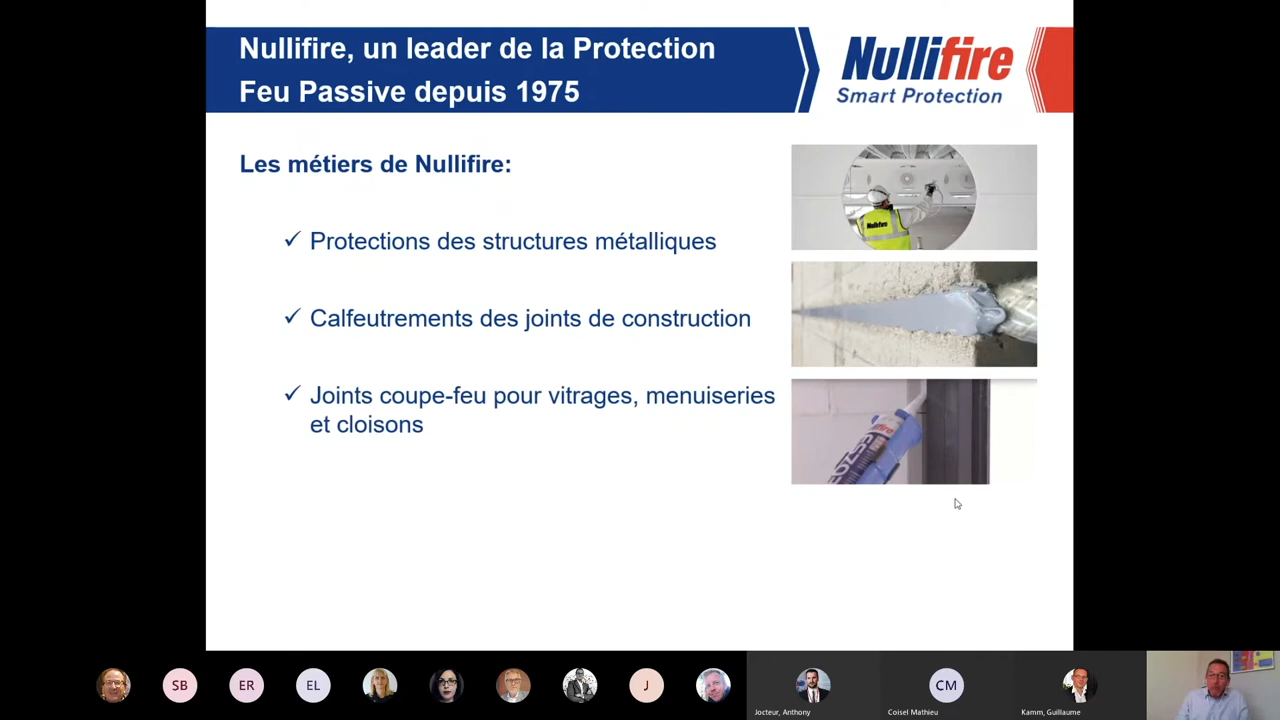 Nullifire, un leader de la Protection
Feu Passive depuis 1975
Nullifire
Smart Protection
Les métiers de Nullifire:
✓ Protections des structures métalliques
Nullifire
✓ Calfeutrements des joints de construction
✓ Joints coupe-feu pour vitrages, menuiseries
et cloisons
SB
ER
EL
J
CM
Jocteur, Anthony
Coisel Mathieu
Kamm, Guillaume